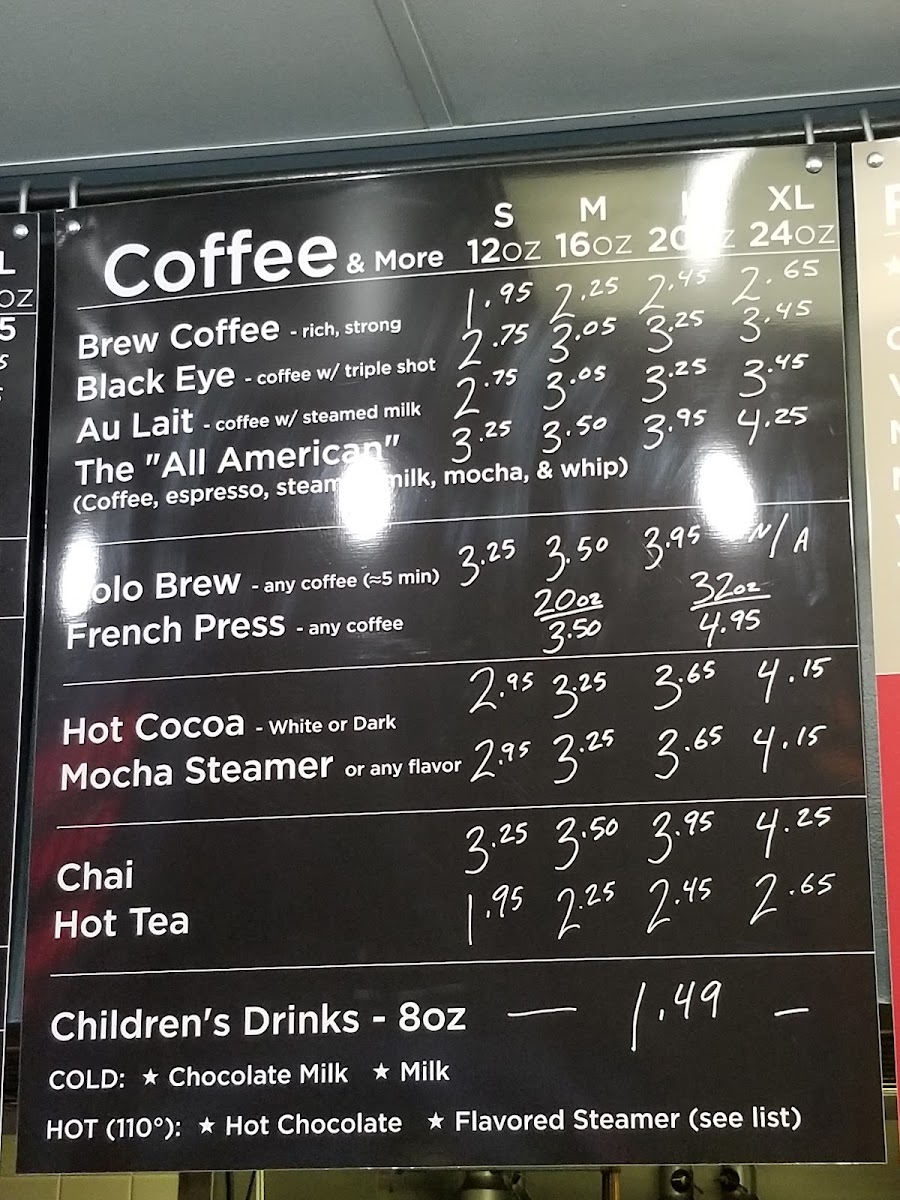 S M XL
Coffee & More 12oz 16oz 24oz
Brew Coffee - rich, strong 1.95 2.25 2.45 2.65
Black Eye - coffee w/ triple shot 2.75 3.05 3.25 3.45
Au Lait - coffee w/ steamed milk 2.75 3.05 3.25 3.45
The "All American" 3.25 3.50 3.95 4.25
(Coffee, espresso, milk, mocha, & whip)
Brew - any coffee (≈5 min) 3.25 3.50 3.95 N/A
20oz 32oz
French Press - any coffee 3.50 4.95
Hot Cocoa - White or Dark 2.95 3.25 3.65 4.15
Mocha Steamer or any flavor 2.95 3.25 3.65 4.15
Chai 3.25 3.50 3.95 4.25
Hot Tea 1.95 2.25 2.45 2.65
Children's Drinks - 8oz — 1.49 —
COLD: ★ Chocolate Milk ★ Milk
HOT (110°): ★ Hot Chocolate ★ Flavored Steamer (see list)